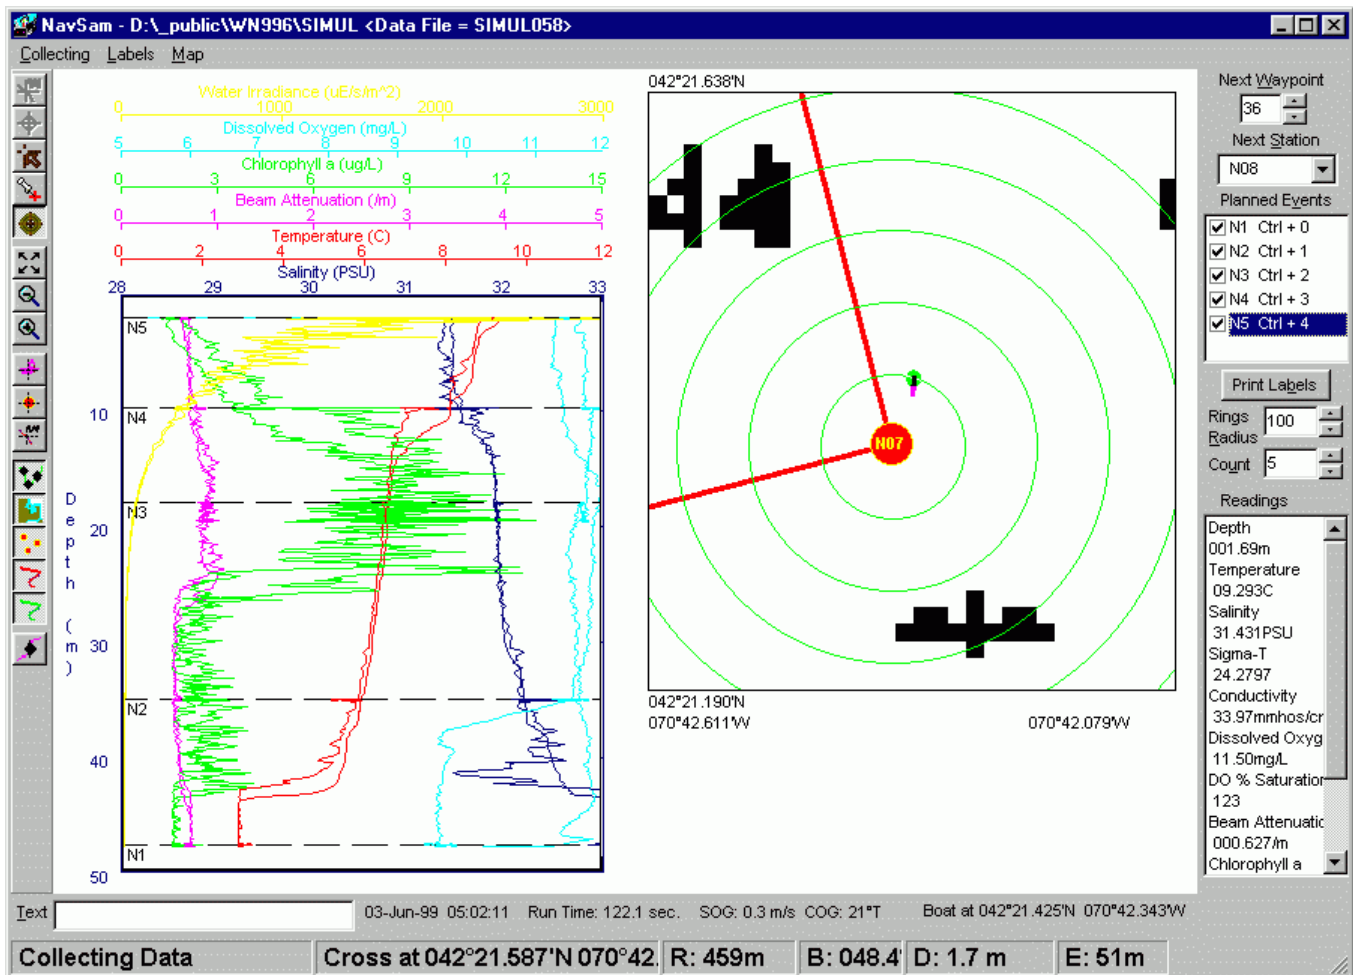 NavSam - D:\_public\WN996\SIMUL <Data File = SIMUL058>
Collecting Labels Map
Water Irradiance (uE/s/m^2)
0 1000 2000 3000
Dissolved Oxygen (mg/L)
5 6 7 8 9 10 11 12
Chlorophyll a (ug/L)
0 3 6 9 12 15
Beam Attenuation (/m)
0 1 2 3 4 5
Temperature (C)
0 2 4 6 8 10 12
Salinity (PSU)
28 29 30 31 32 33
N5
10
N4
N3
20
30
N2
40
N1
50
Depth (m)
042°21.638'N
N07
042°21.190'N
070°42.611'W 070°42.079'W
Next Waypoint
36
Next Station
N08
Planned Events
N1 Ctrl + 0
N2 Ctrl + 1
N3 Ctrl + 2
N4 Ctrl + 3
N5 Ctrl + 4
Print Labels
Rings Radius 100
Count 5
Readings
Depth
001.69m
Temperature
09.293C
Salinity
31.431PSU
Sigma-T
24.2797
Conductivity
33.97mmhos/cr
Dissolved Oxyg
11.50mg/L
DO % Saturation
123
Beam Attenuatic
000.627/m
Chlorophyll a
Text 03-Jun-99 05:02:11 Run Time: 122.1 sec. SOG: 0.3 m/s COG: 21°T Boat at 042°21.425'N 070°42.343'W
Collecting Data Cross at 042°21.587'N 070°42. R: 459m B: 048.4' D: 1.7 m E: 51m